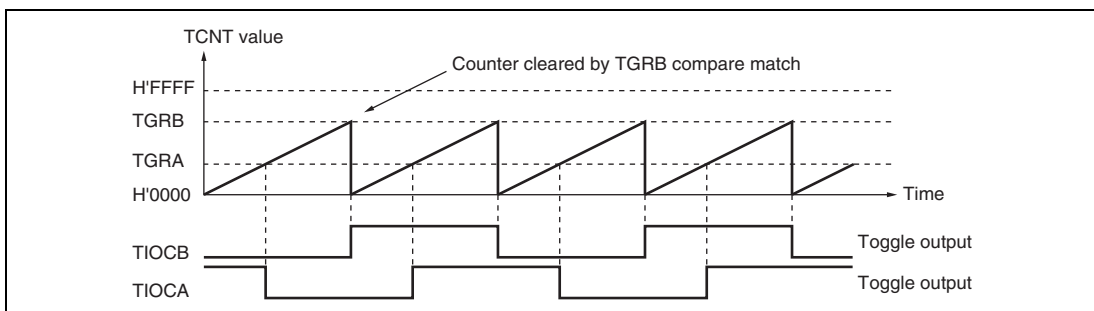 TCNT value
Counter cleared by TGRB compare match
H'FFFF
TGRB
TGRA
H'0000
Time
TIOCB
Toggle output
TIOCA
Toggle output